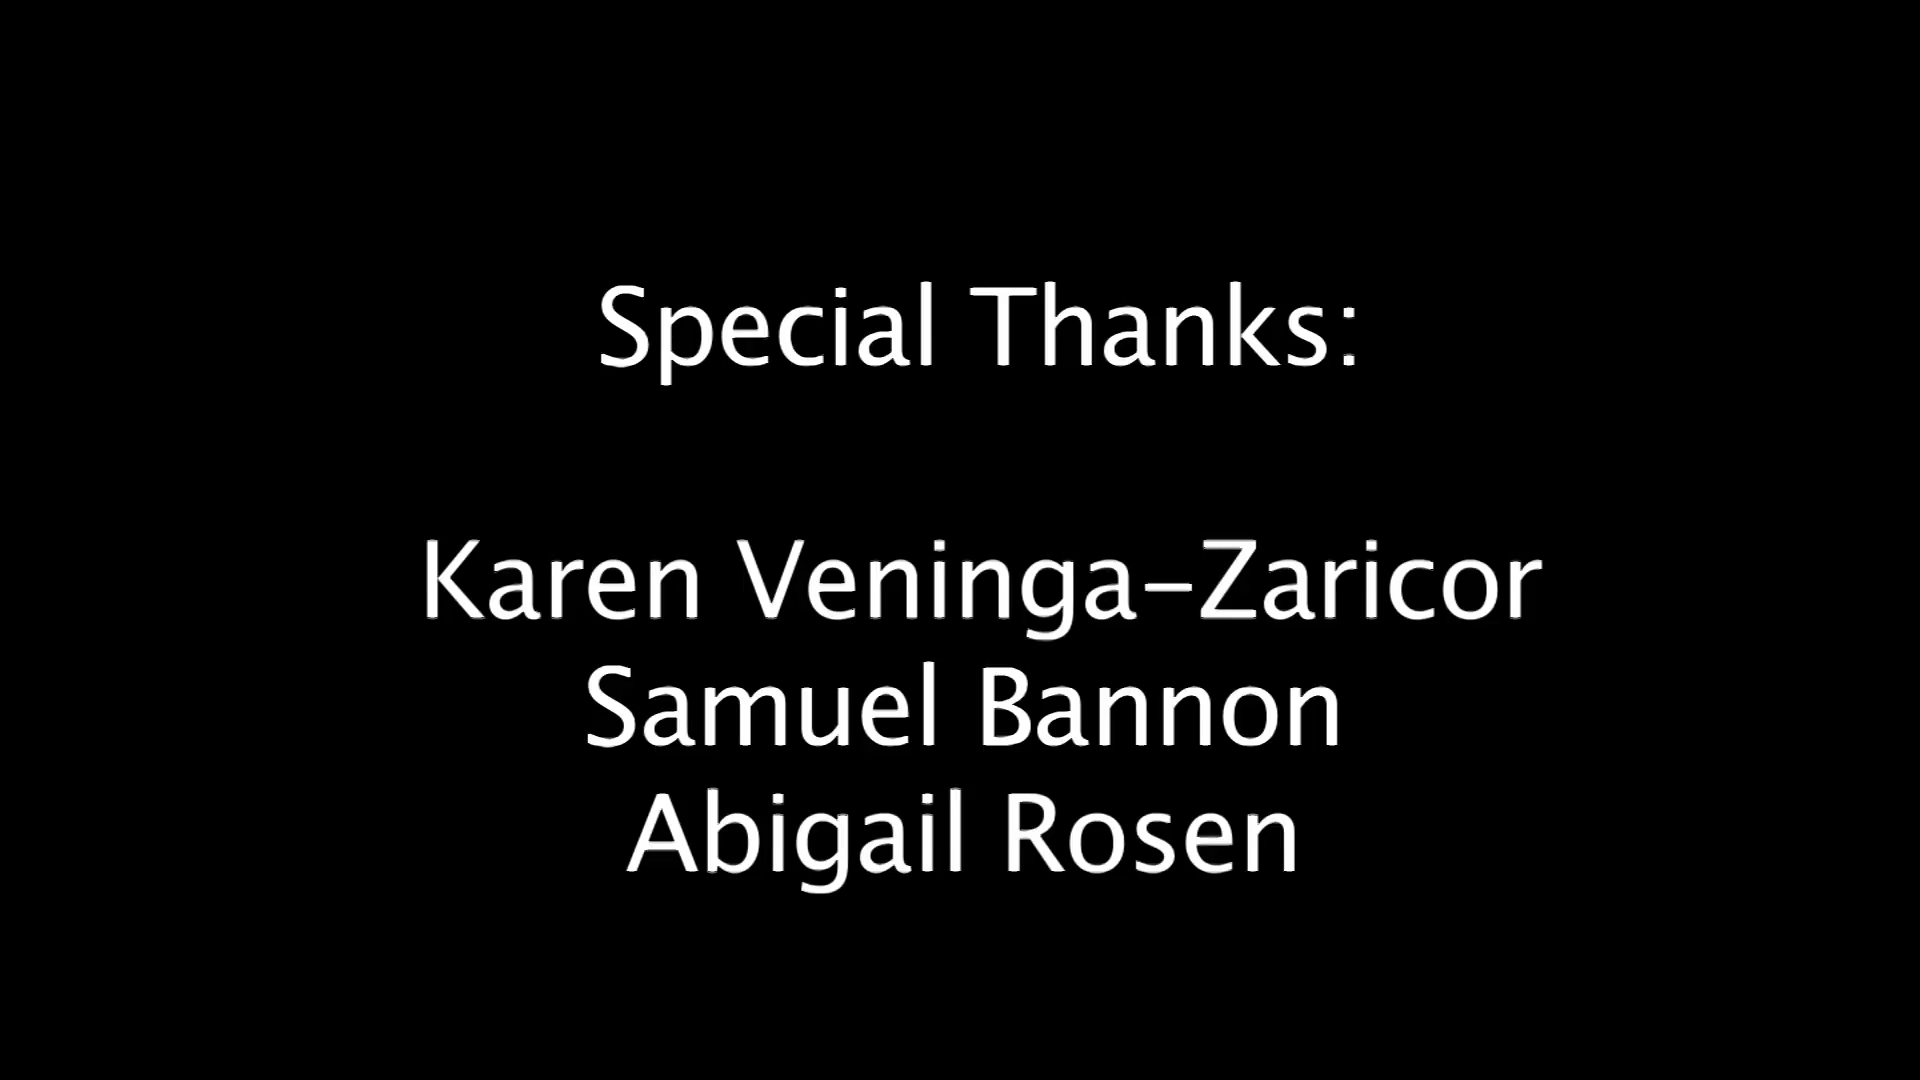 Special Thanks:
Karen Veninga-Zaricor
Samuel Bannon
Abigail Rosen